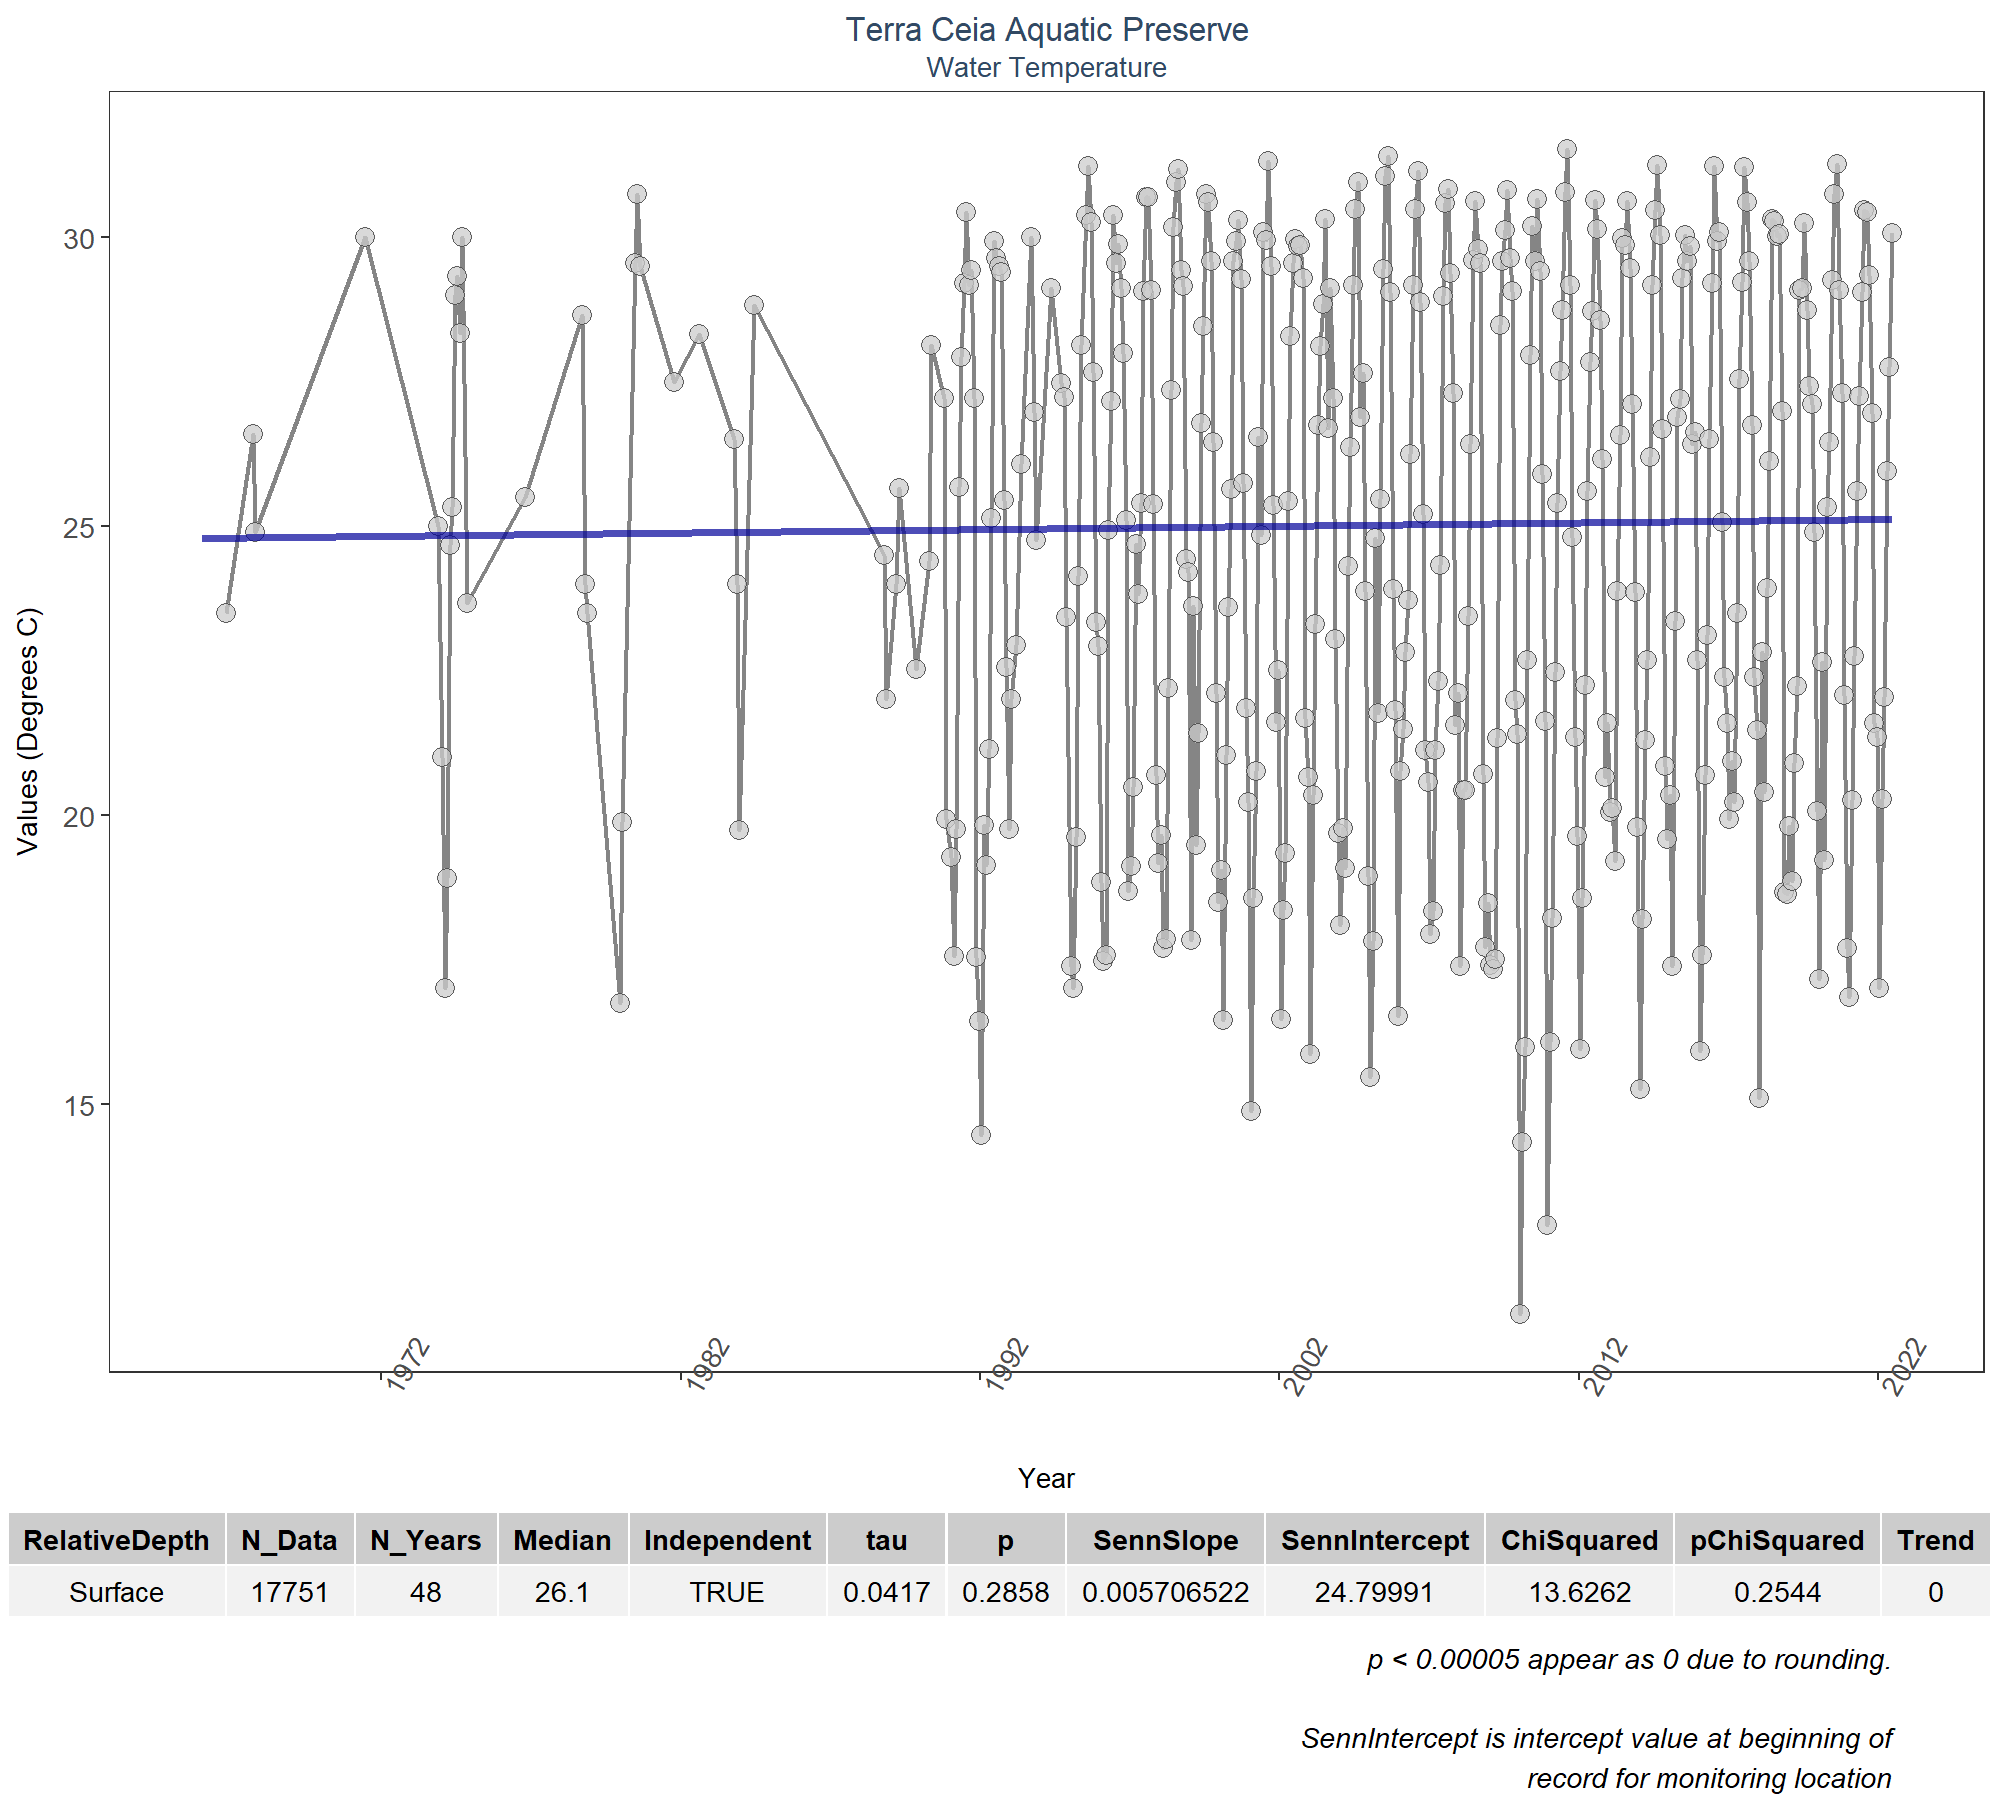 Terra Ceia Aquatic Preserve
Water Temperature
Values (Degrees C)
30
25
20
15
1972 1982 1992 2002 2012 2022
Year
RelativeDepth N_Data N_Years Median Independent tau p SennSlope SennIntercept ChiSquared pChiSquared Trend
Surface 17751 48 26.1 TRUE 0.0417 0.2858 0.005706522 24.79991 13.6262 0.2544 0
p < 0.00005 appear as 0 due to rounding.
SennIntercept is intercept value at beginning of
record for monitoring location